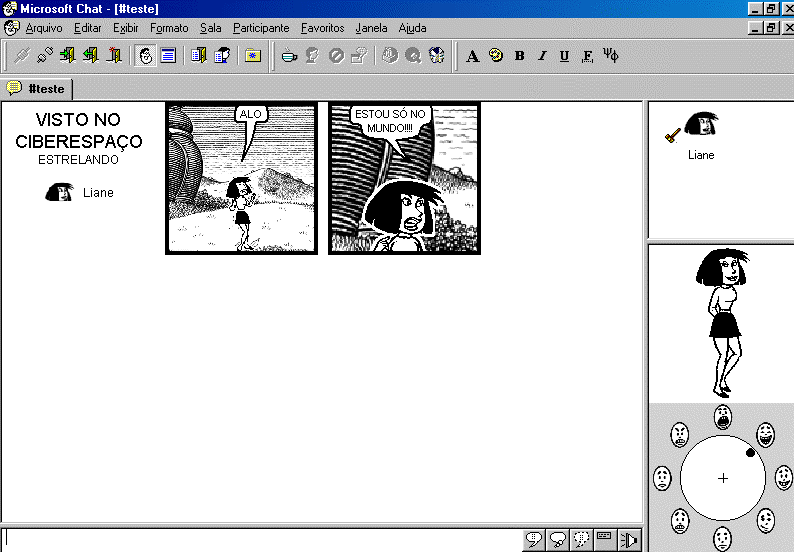 Microsoft Chat - [#teste]
Arquivo Editar Exibir Formato Sala Participante Favoritos Janela Ajuda
A B I U F Ψφ
#teste
VISTO NO
CIBERESPAÇO
ESTRELANDO
Liane
ALO
ESTOU SÓ NO
MUNDO!!!!
Liane